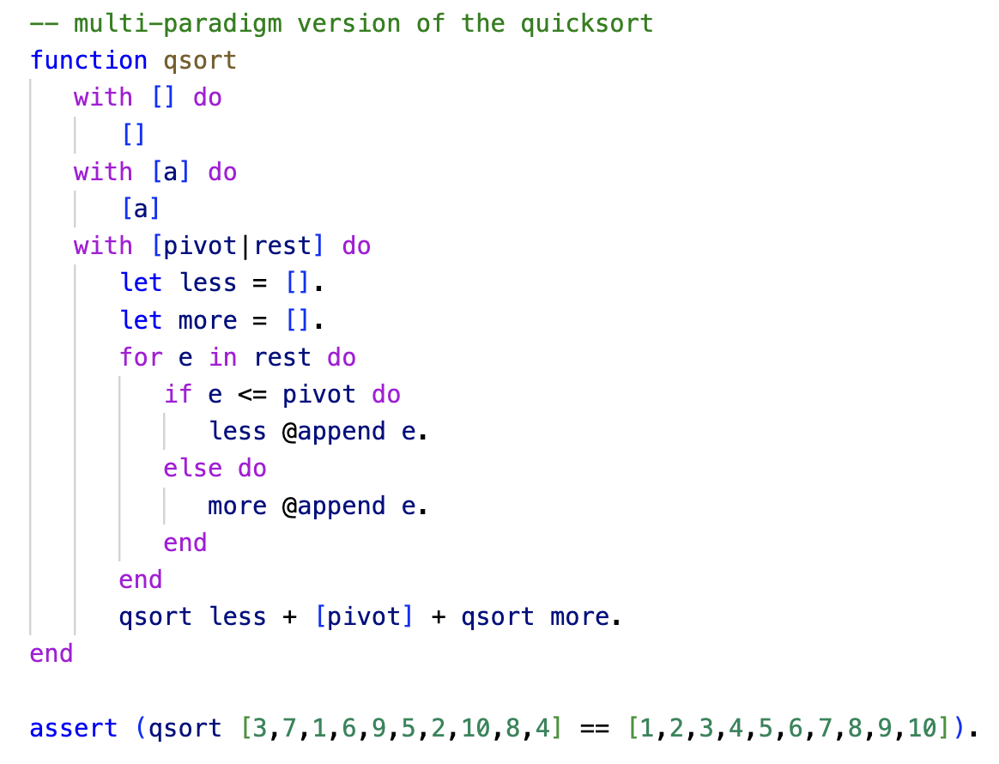 -- multi-paradigm version of the quicksort
function qsort
   with [] do
      []
   with [a] do
      [a]
   with [pivot|rest] do
      let less = [].
      let more = [].
      for e in rest do
         if e <= pivot do
            less @append e.
         else do
            more @append e.
         end
      end
      qsort less + [pivot] + qsort more.
end

assert (qsort [3,7,1,6,9,5,2,10,8,4] == [1,2,3,4,5,6,7,8,9,10]).